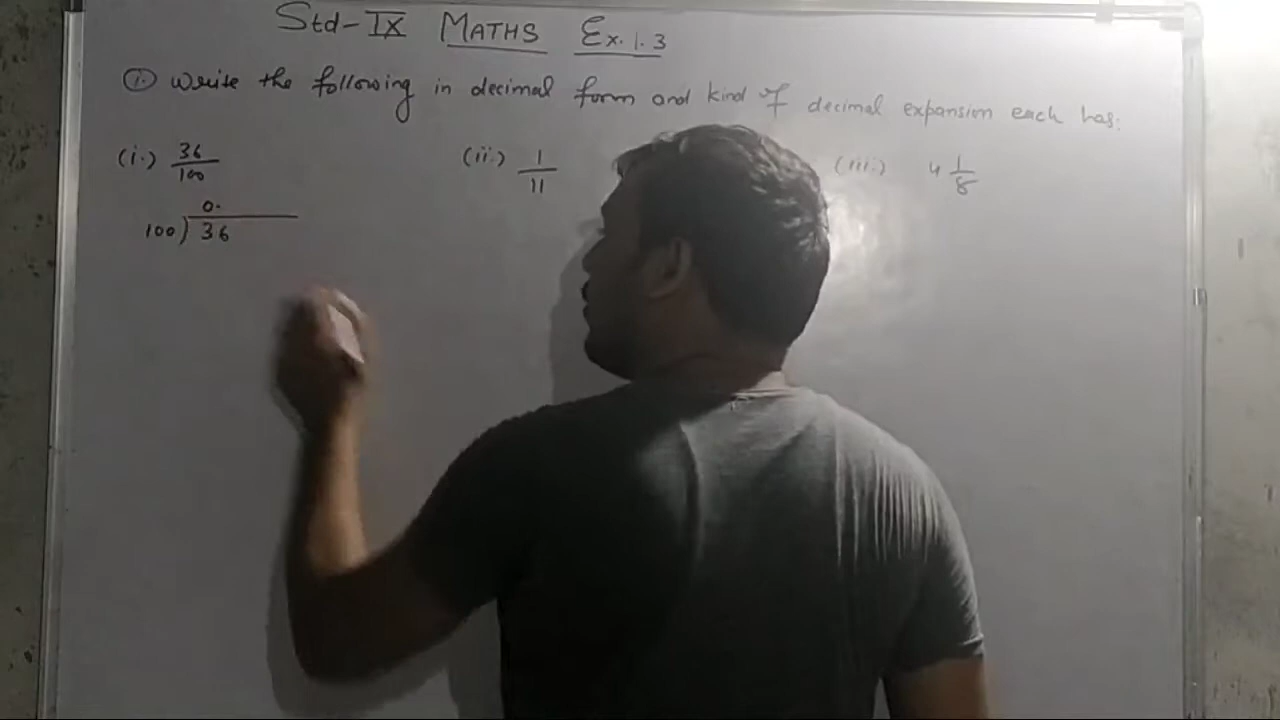 Std-IX MATHS Ex.1.3
① Write the following in decimal form and kind of decimal expansion each has:
(i.) 36/100 (ii.) 1/11 (iii.) 4 1/8
0.
100)36